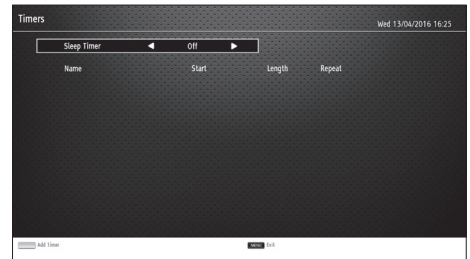 Timers
Wed 13/04/2016 16:25
Sleep Timer Off
Name Start Length Repeat
Add Timer MENU Exit